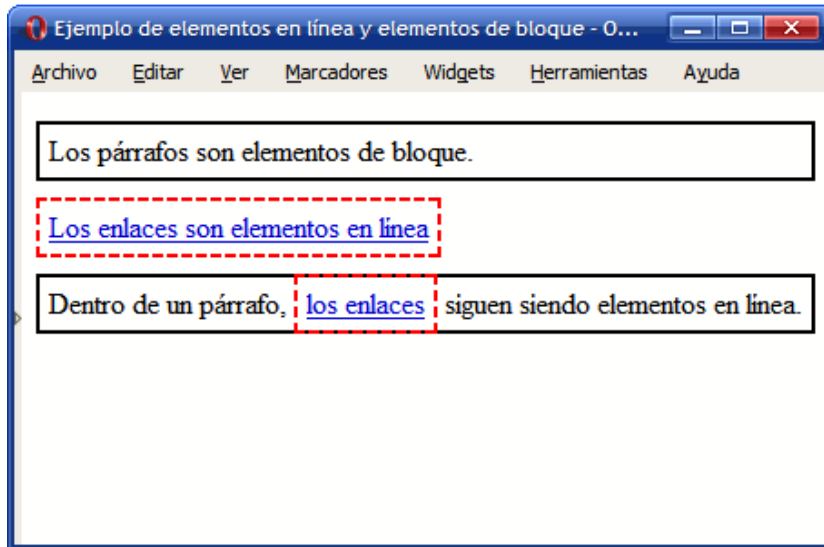 Ejemplo de elementos en línea y elementos de bloque - O...
Archivo Editar Ver Marcadores Widgets Herramientas Ayuda
Los párrafos son elementos de bloque.
Los enlaces son elementos en línea
Dentro de un párrafo, los enlaces siguen siendo elementos en línea.